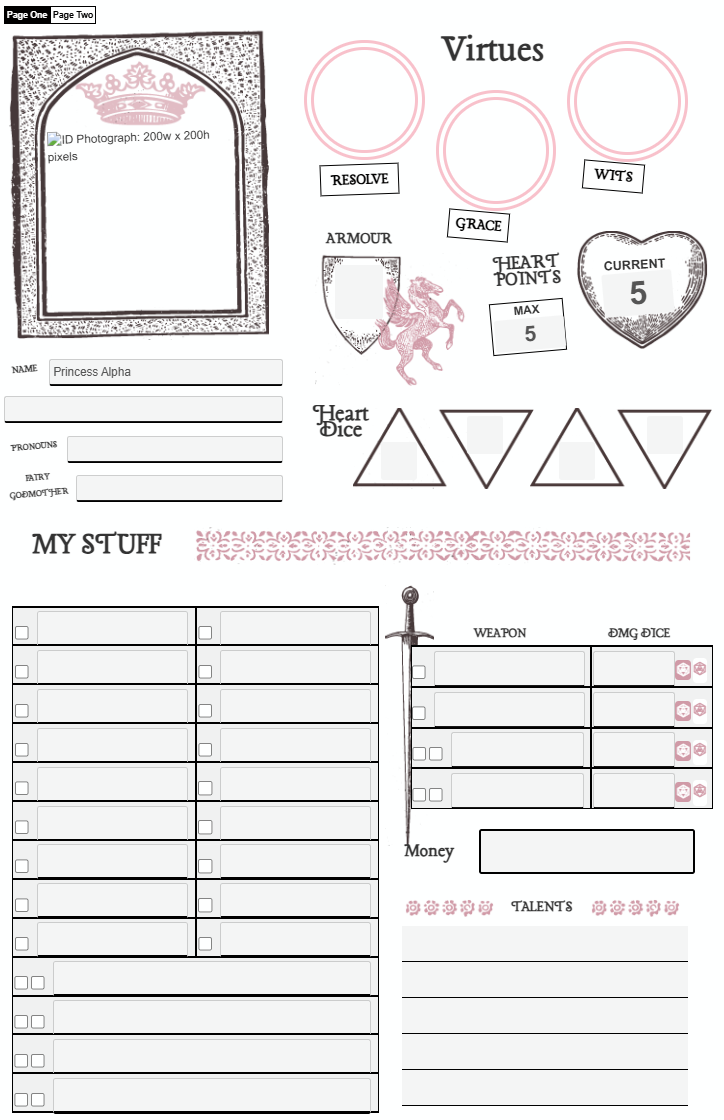 Page One Page Two
Virtues
ID Photograph: 200w x 200h
pixels
RESOLVE
GRACE
WITS
ARMOUR
HEART
POINTS
MAX
5
CURRENT
5
NAME
Princess Alpha
PRONOUNS
FAIRY
GODMOTHER
Heart
Dice
MY STUFF
WEAPON
DMG DICE
Money
TALENTS